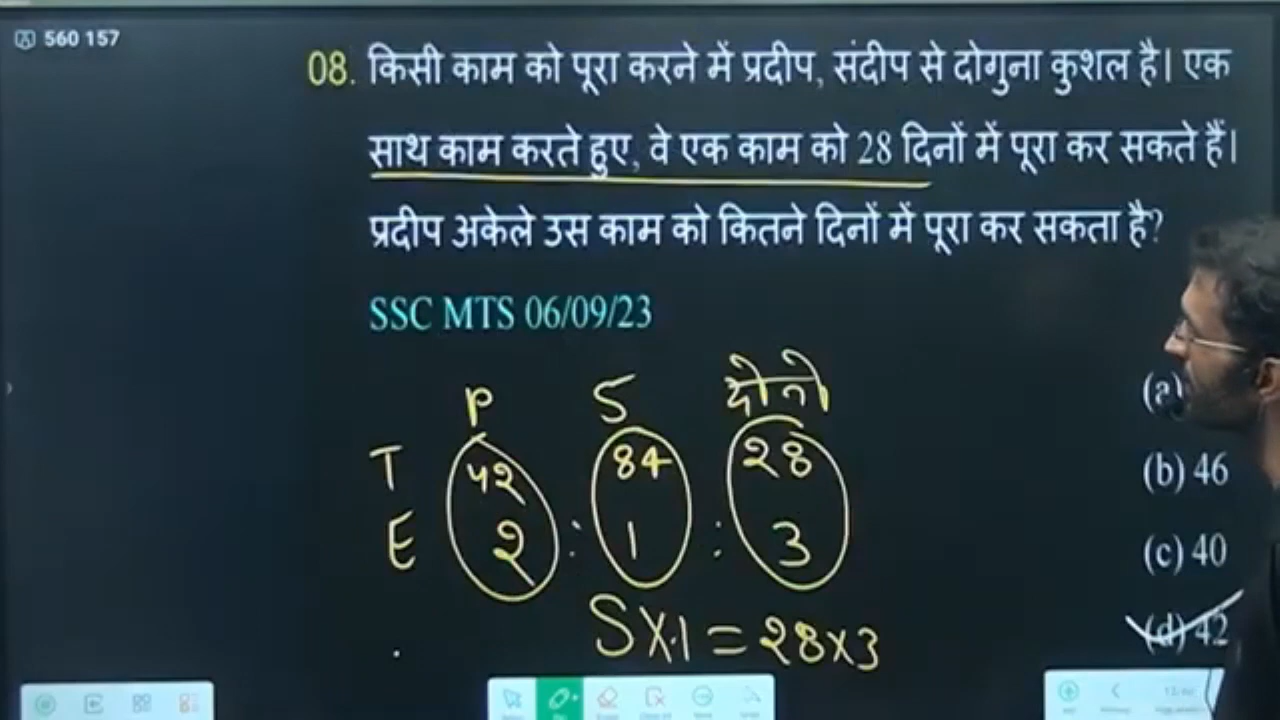 560 157
08. किसी काम को पूरा करने में प्रदीप, संदीप से दोगुना कुशल है। एक
साथ काम करते हुए, वे एक काम को 28 दिनों में पूरा कर सकते हैं।
प्रदीप अकेले उस काम को कितने दिनों में पूरा कर सकता है?
SSC MTS 06/09/23
P S दोनो
T 42 84 28
E 2 : 1 : 3
S×1 = 28×3
(a)
(b) 46
(c) 40
(d) 42